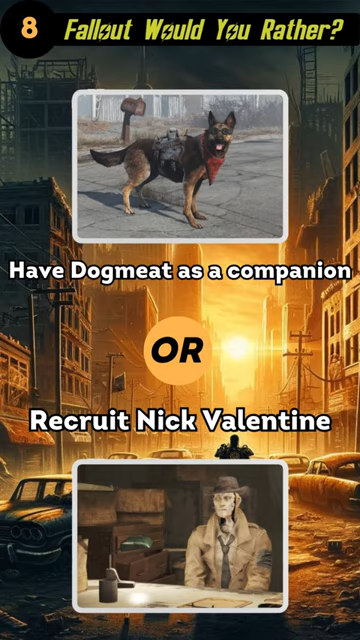 8
Fallout Would You Rather?
Have Dogmeat as a companion
OR
Recruit Nick Valentine